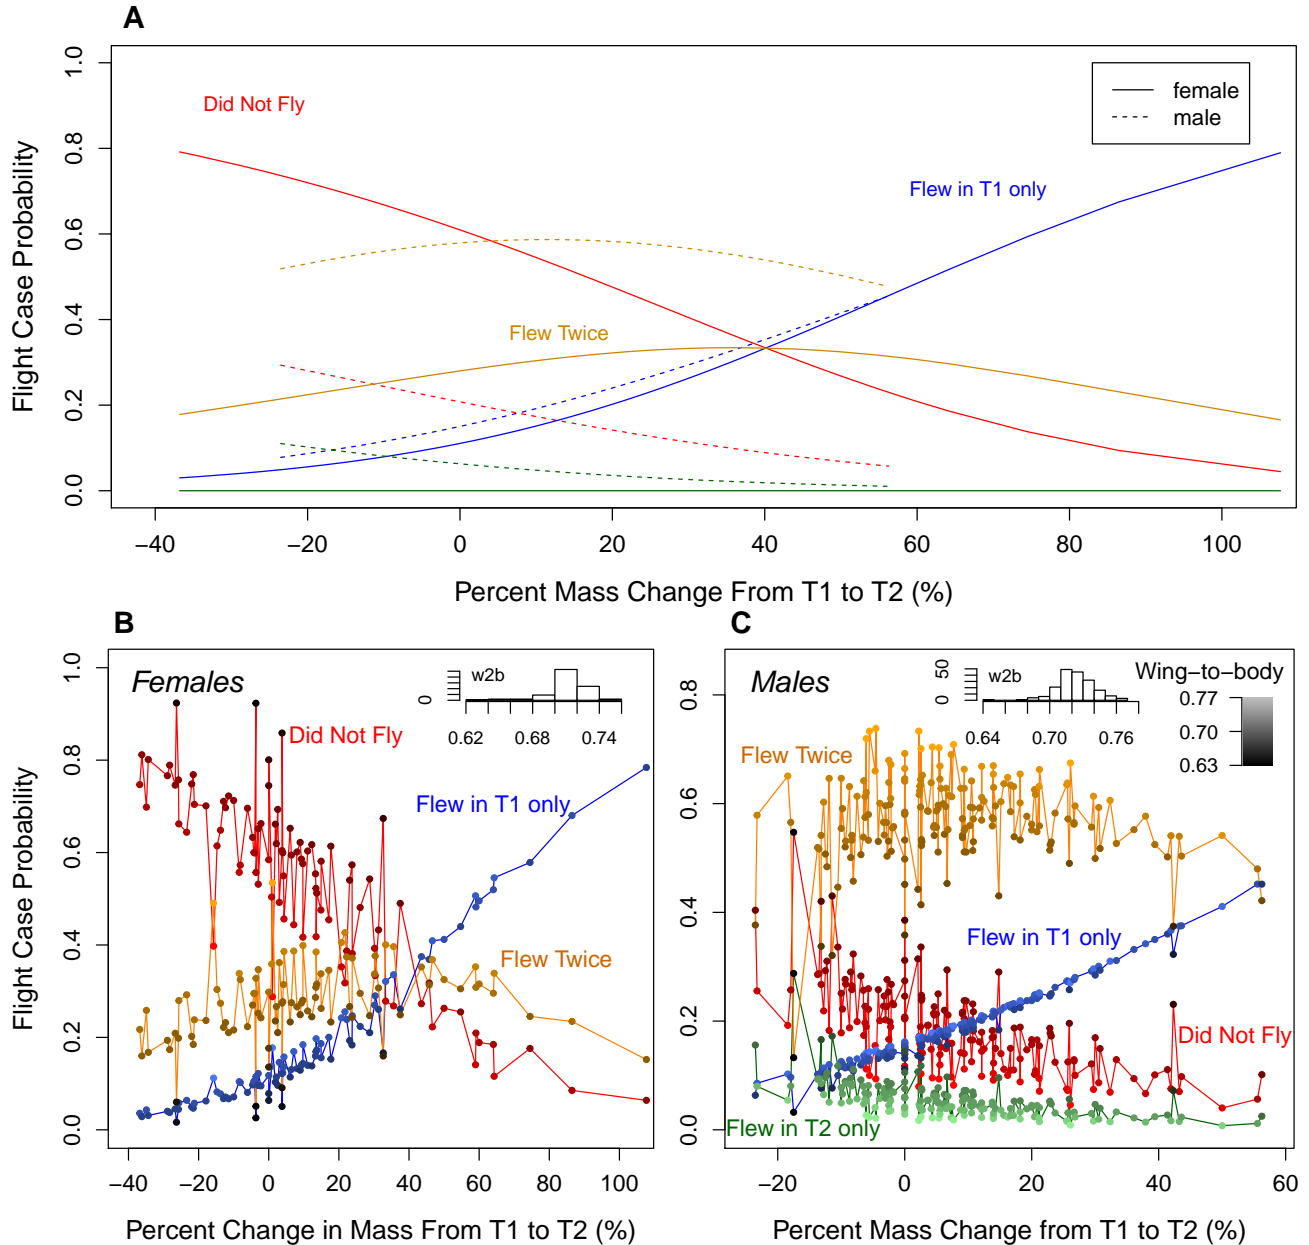 A
Flight Case Probability
1.0
0.8
0.6
0.4
0.2
0.0
Did Not Fly
Flew in T1 only
Flew Twice
female
male
−40 −20 0 20 40 60 80 100
Percent Mass Change From T1 to T2 (%)
B
Females
Flight Case Probability
1.0
0.8
0.6
0.4
0.2
0.0
w2b
0
0.62 0.68 0.74
Did Not Fly
Flew in T1 only
Flew Twice
−40 −20 0 20 40 60 80 100
Percent Change in Mass From T1 to T2 (%)
C
Males
0.8
0.6
0.4
0.2
0.0
w2b
50
0
0.64 0.70 0.76
Wing−to−body
0.77
0.70
0.63
Flew Twice
Flew in T1 only
Did Not Fly
Flew in T2 only
−20 0 20 40 60
Percent Mass Change from T1 to T2 (%)